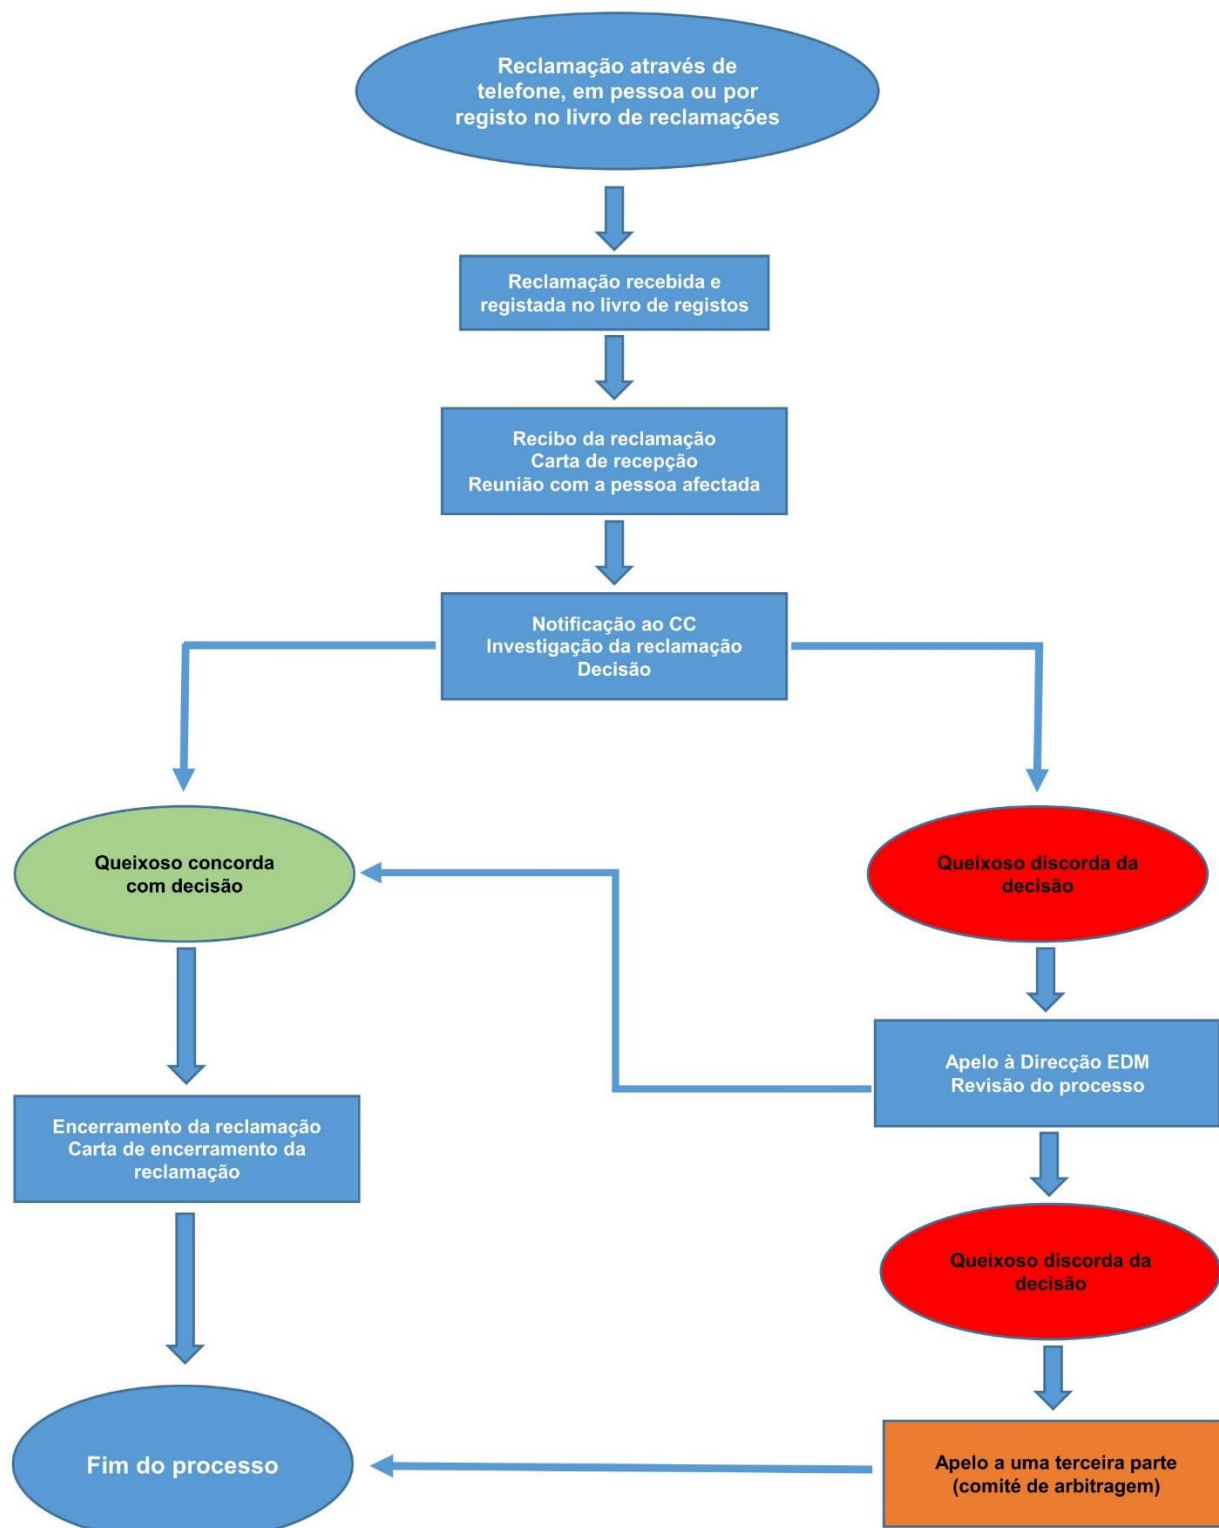 Reclamação através de
telefone, em pessoa ou por
registo no livro de reclamações
Reclamação recebida e
registada no livro de registos
Recibo da reclamação
Carta de recepção
Reunião com a pessoa afectada
Notificação ao CC
Investigação da reclamação
Decisão
Queixoso concorda
com decisão
Queixoso discorda da
decisão
Apelo à Direcção EDM
Revisão do processo
Encerramento da reclamação
Carta de encerramento da
reclamação
Queixoso discorda da
decisão
Fim do processo
Apelo a uma terceira parte
(comité de arbitragem)